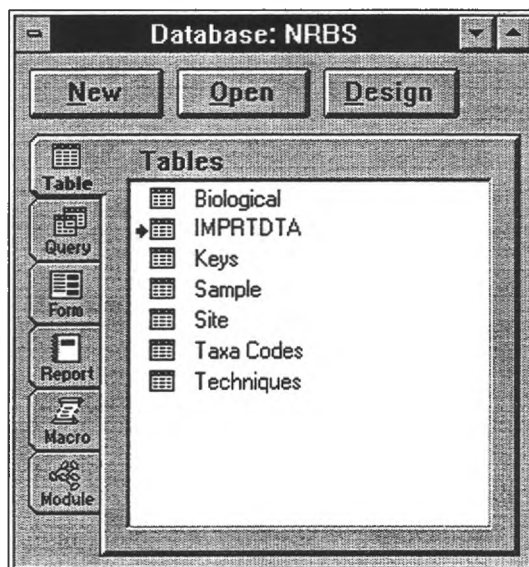 Database: NRBS
New Open Design
Tables
Table
Query
Form
Report
Macro
Module
Biological
IMPRTDTA
Keys
Sample
Site
Taxa Codes
Techniques